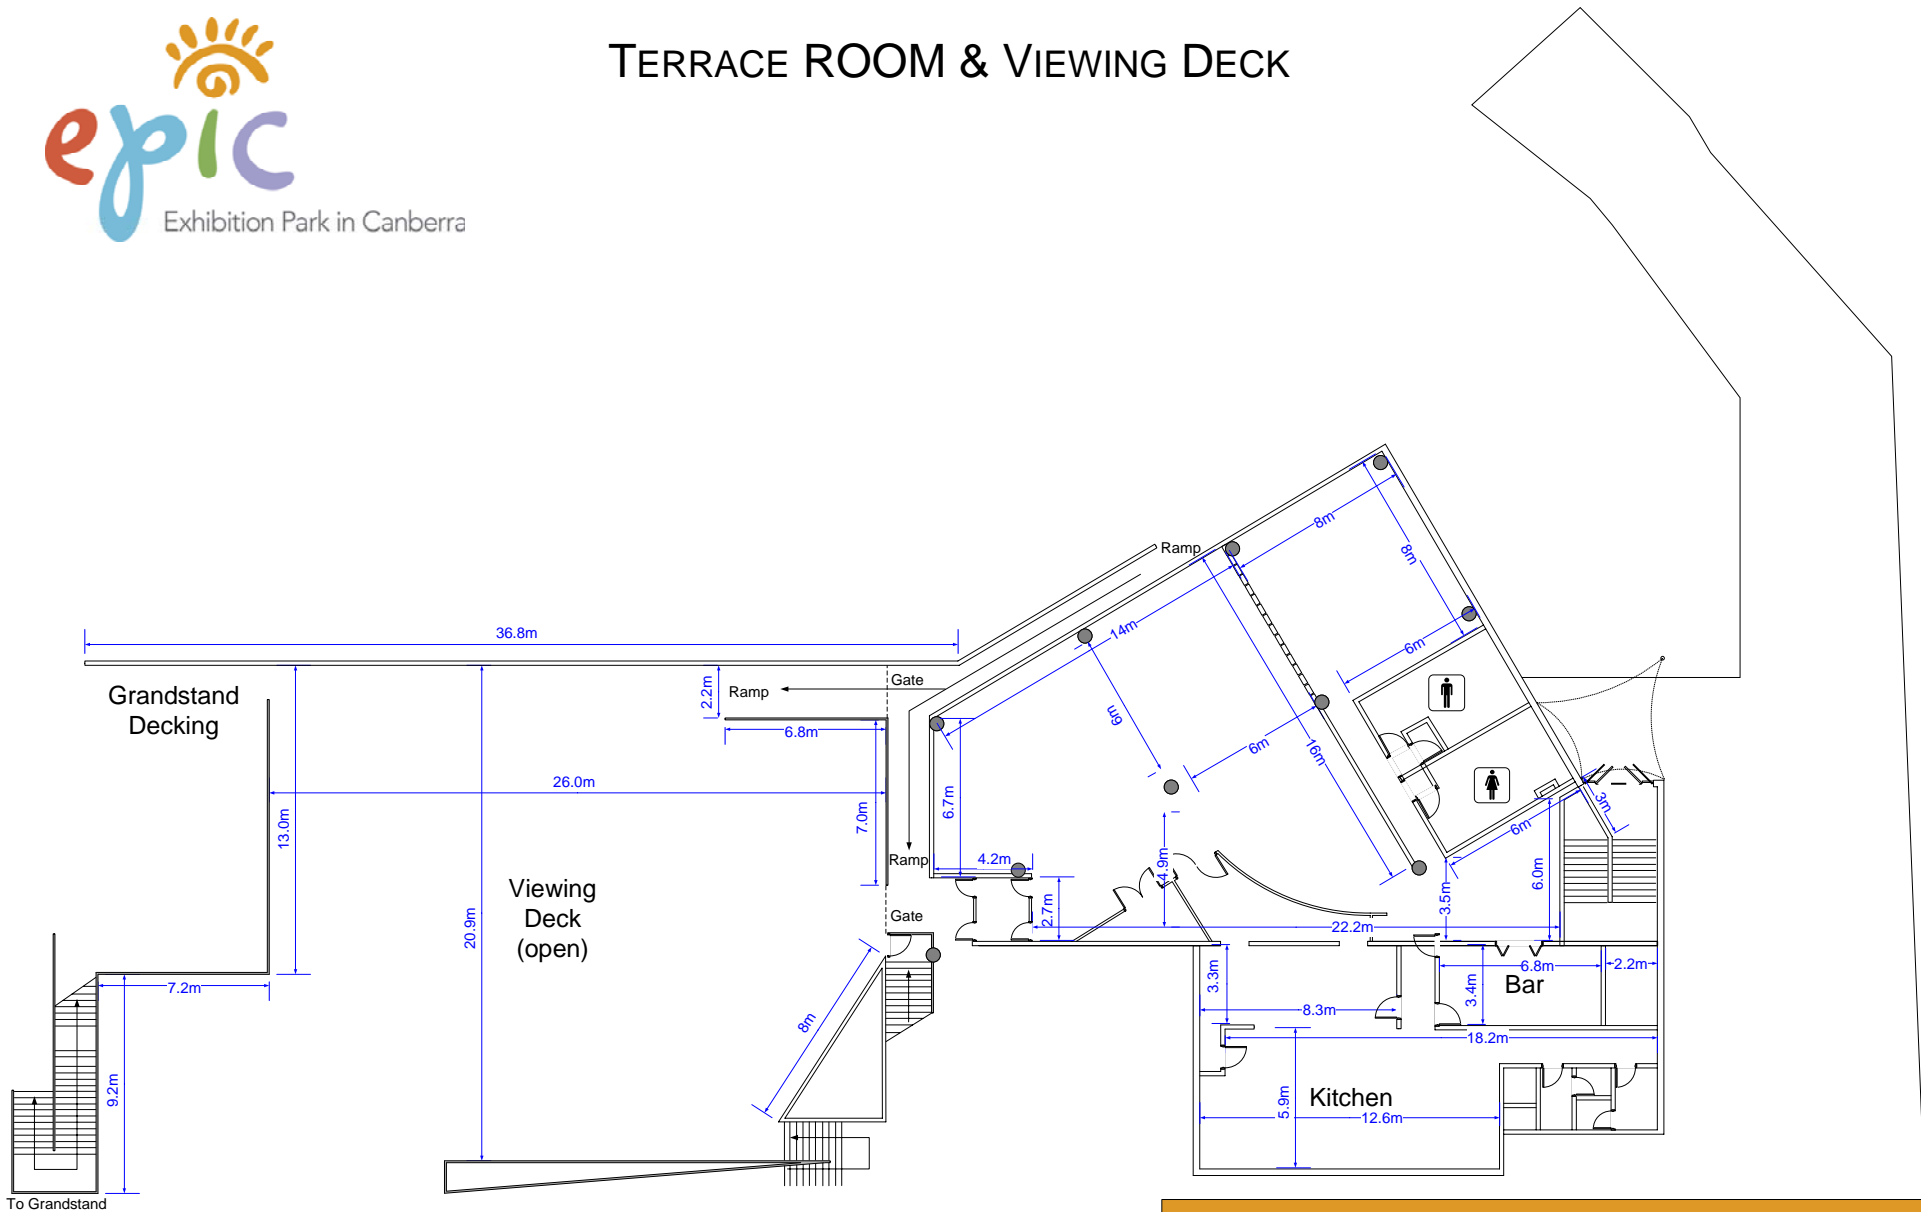 TERRACE ROOM & VIEWING DECK
epic
Exhibition Park in Canberra
Ramp
8m
8m
14m
36.8m
6m
Grandstand
Decking
2.2m
Ramp
Gate
6.8m
6m
6m
16m
26.0m
13.0m
7.0m
6.7m
3m
6m
Ramp
4.2m
4.9m
6.0m
Viewing
Deck
(open)
20.9m
Gate
2.7m
3.5m
22.2m
7.2m
3.3m
6.8m
2.2m
3.4m
Bar
8m
8.3m
18.2m
9.2m
5.9m
Kitchen
12.6m
To Grandstand